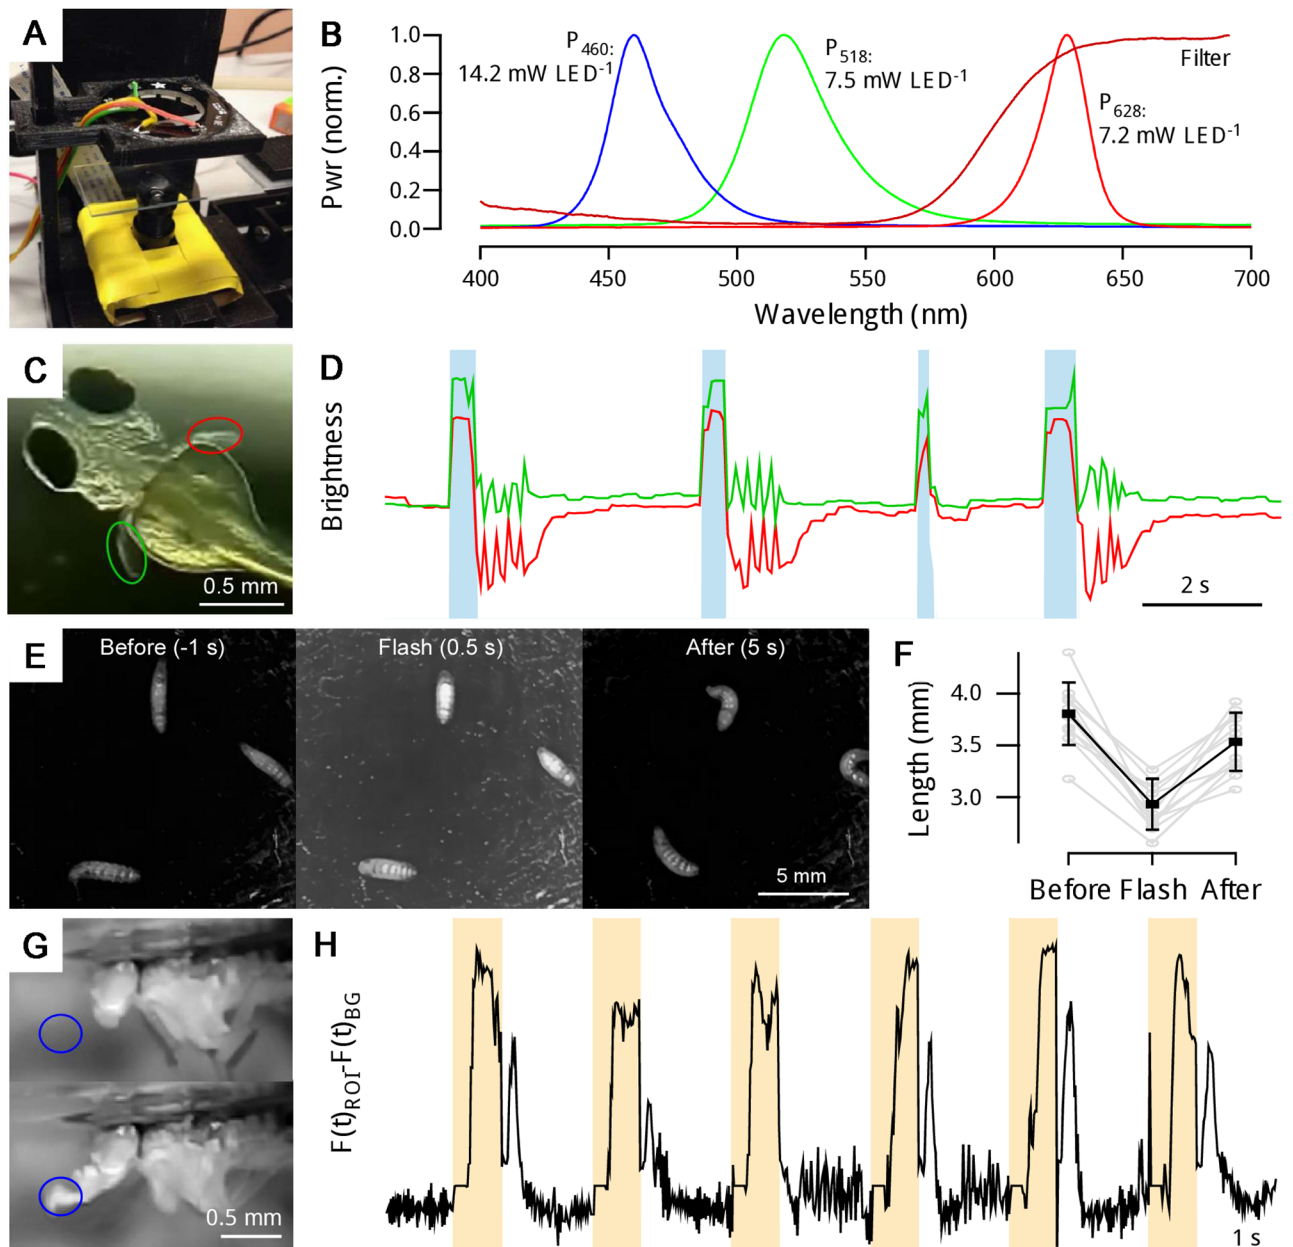 A
B
P460:
14.2 mW LED-1
P518:
7.5 mW LED-1
Filter
P628:
7.2 mW LED-1
Pwr (norm.)
1.0
0.8
0.6
0.4
0.2
0.0
400 450 500 550 600 650 700
Wavelength (nm)
C
0.5 mm
D
Brightness
2 s
E
Before (-1 s)
Flash (0.5 s)
After (5 s)
5 mm
F
Length (mm)
4.0
3.5
3.0
Before Flash After
G
0.5 mm
H
F(t)ROI-F(t)BG
1 s